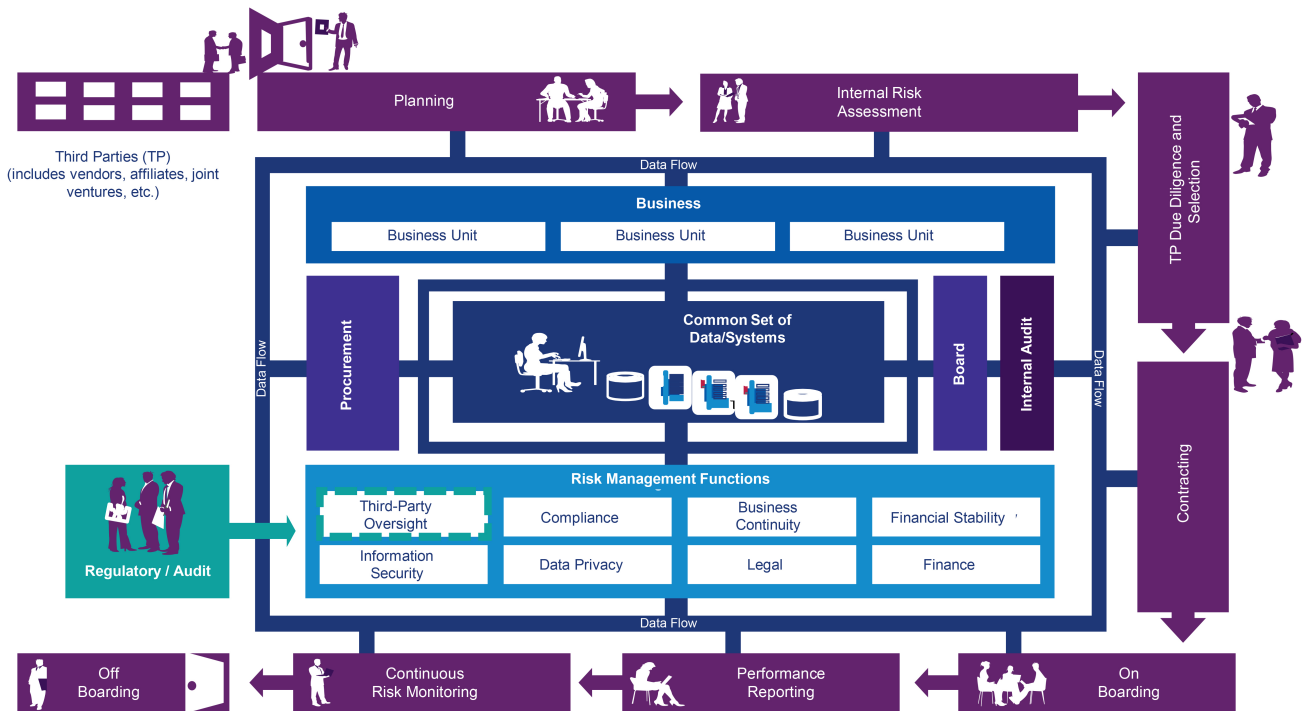 Planning
Internal Risk
Assessment
Third Parties (TP)
(includes vendors, affiliates, joint
ventures, etc.)
TP Due Diligence and
Selection
Data Flow
Business
Business Unit
Business Unit
Business Unit
Data Flow
Procurement
Common Set of
Data/Systems
Board
Internal Audit
Data Flow
Contracting
Regulatory / Audit
Risk Management Functions
Third-Party
Oversight
Compliance
Business
Continuity
Financial Stability
Information
Security
Data Privacy
Legal
Finance
Data Flow
Off
Boarding
Continuous
Risk Monitoring
Performance
Reporting
On
Boarding